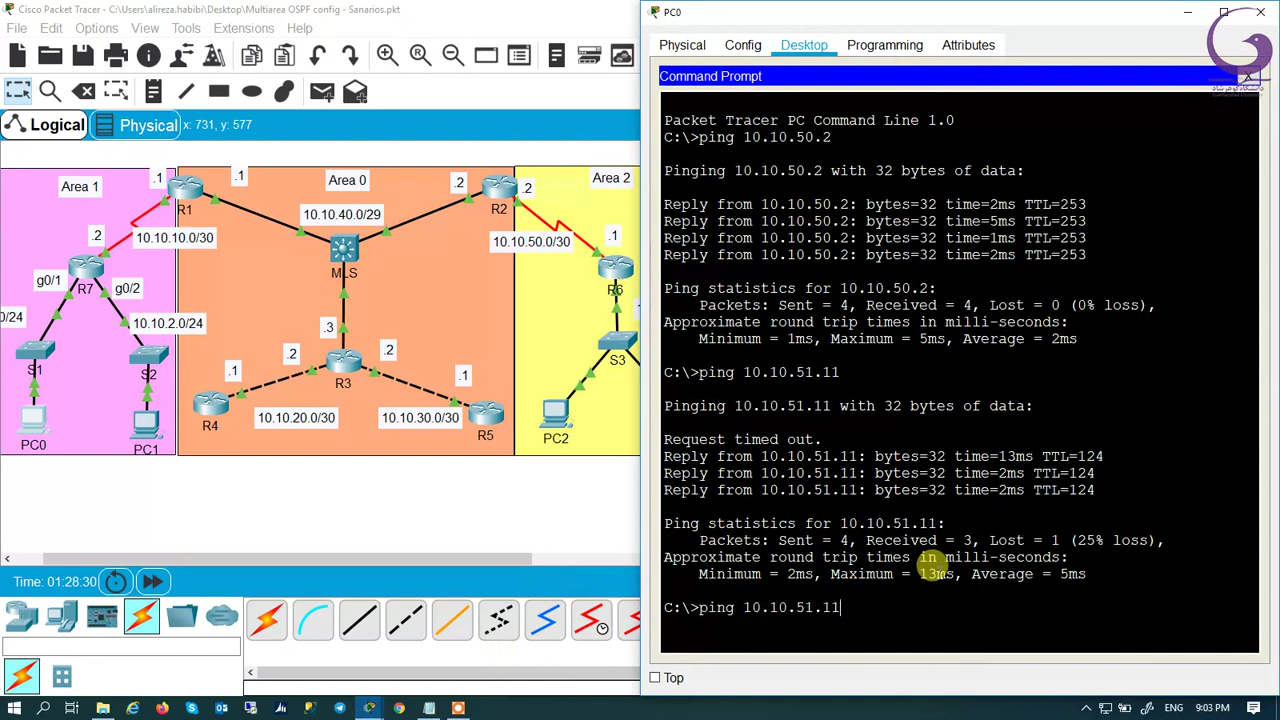 Cisco Packet Tracer - C:\Users\alireza.habibi\Desktop\Multiarea OSPF config - Sanarios.pkt
File Edit Options View Tools Extensions Help
Logical Physical x: 731, y: 577
Area 1
.1
.1
Area 0
.2
.2
Area 2
R1
R2
10.10.40.0/29
.2
10.10.10.0/30
10.10.50.0/30
.1
MLS
g0/1
R7
g0/2
R6
0/24
10.10.2.0/24
.3
S1
S2
.2
.2
S3
.1
R3
.1
R4
10.10.20.0/30
10.10.30.0/30
R5
PC0
PC1
PC2
Time: 01:28:30
PC0
Physical Config Desktop Programming Attributes
Command Prompt
X
Packet Tracer PC Command Line 1.0
C:\>ping 10.10.50.2
Pinging 10.10.50.2 with 32 bytes of data:
Reply from 10.10.50.2: bytes=32 time=2ms TTL=253
Reply from 10.10.50.2: bytes=32 time=5ms TTL=253
Reply from 10.10.50.2: bytes=32 time=1ms TTL=253
Reply from 10.10.50.2: bytes=32 time=2ms TTL=253
Ping statistics for 10.10.50.2:
Packets: Sent = 4, Received = 4, Lost = 0 (0% loss),
Approximate round trip times in milli-seconds:
Minimum = 1ms, Maximum = 5ms, Average = 2ms
C:\>ping 10.10.51.11
Pinging 10.10.51.11 with 32 bytes of data:
Request timed out.
Reply from 10.10.51.11: bytes=32 time=13ms TTL=124
Reply from 10.10.51.11: bytes=32 time=2ms TTL=124
Reply from 10.10.51.11: bytes=32 time=2ms TTL=124
Ping statistics for 10.10.51.11:
Packets: Sent = 4, Received = 3, Lost = 1 (25% loss),
Approximate round trip times in milli-seconds:
Minimum = 2ms, Maximum = 13ms, Average = 5ms
C:\>ping 10.10.51.11
Top
ENG 9:03 PM